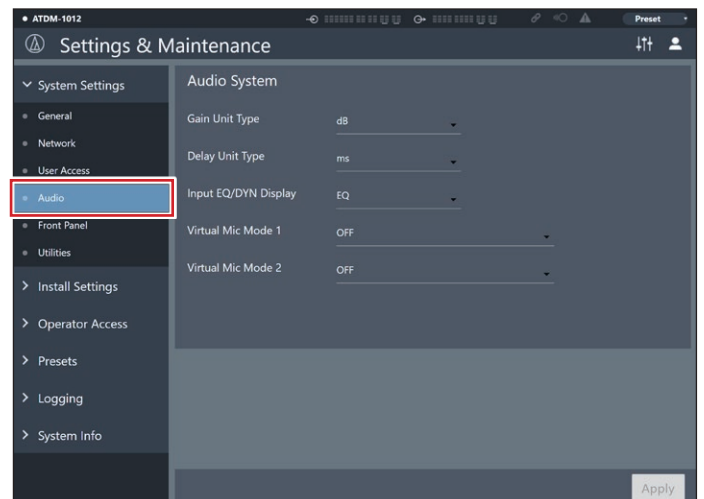 ATDM-1012
Preset
Settings & Maintenance
System Settings
General
Network
User Access
Audio
Front Panel
Utilities
Install Settings
Operator Access
Presets
Logging
System Info
Audio System
Gain Unit Type dB
Delay Unit Type ms
Input EQ/DYN Display EQ
Virtual Mic Mode 1 OFF
Virtual Mic Mode 2 OFF
Apply